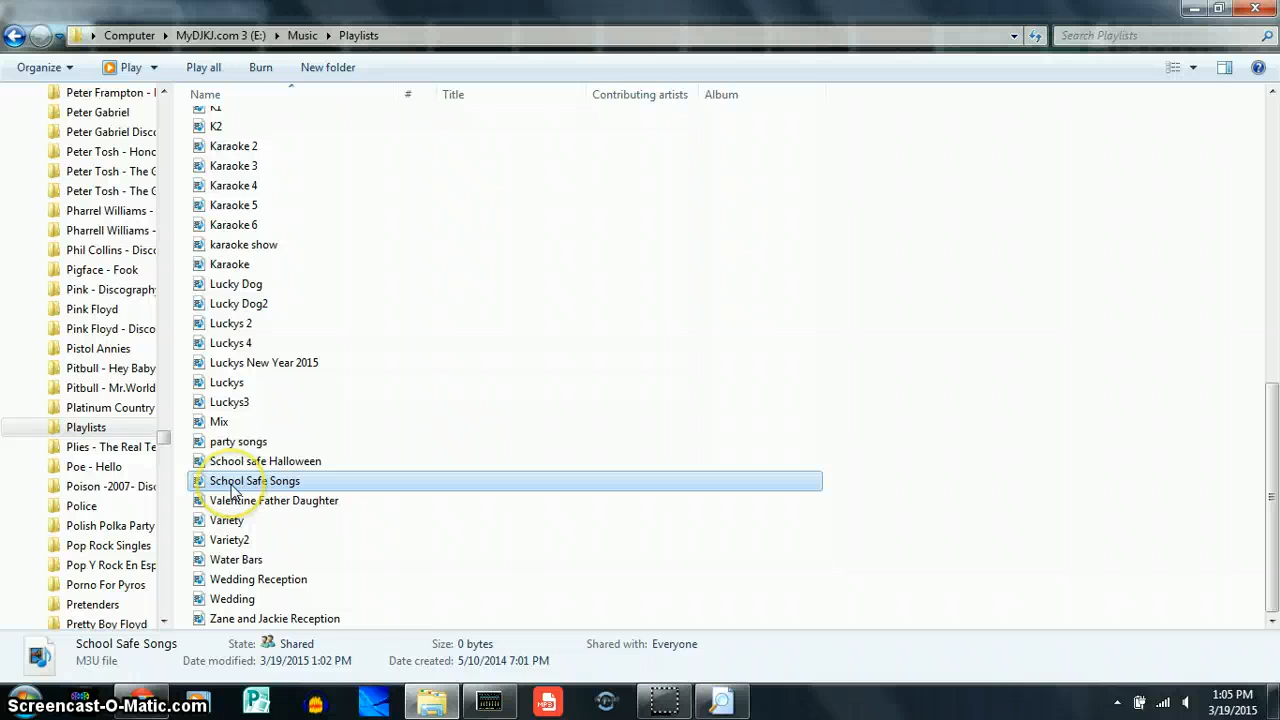 Computer ▸ MyDJKJ.com 3 (E:) ▸ Music ▸ Playlists
Search Playlists
Organize Play Play all Burn New folder
Name # Title Contributing artists Album
Peter Frampton -
Peter Gabriel
Peter Gabriel Disc
Peter Tosh - Hono
Peter Tosh - The G
Peter Tosh - The G
Pharrel Williams -
Pharrell Williams -
Phil Collins - Disco
Pigface - Fook
Pink - Discography
Pink Floyd
Pink Floyd - Disco
Pistol Annies
Pitbull - Hey Baby
Pitbull - Mr.World
Platinum Country
Playlists
Plies - The Real Te
Poe - Hello
Poison -2007- Disc
Police
Polish Polka Party
Pop Rock Singles
Pop Y Rock En Esp
Porno For Pyros
Pretenders
Pretty Boy Floyd
K1
K2
Karaoke 2
Karaoke 3
Karaoke 4
Karaoke 5
Karaoke 6
karaoke show
Karaoke
Lucky Dog
Lucky Dog2
Luckys 2
Luckys 4
Luckys New Year 2015
Luckys
Luckys3
Mix
party songs
School safe Halloween
School Safe Songs
Valentine Father Daughter
Variety
Variety2
Water Bars
Wedding Reception
Wedding
Zane and Jackie Reception
School Safe Songs State: Shared Size: 0 bytes Shared with: Everyone
M3U file Date modified: 3/19/2015 1:02 PM Date created: 5/10/2014 7:01 PM
MP3
Screencast-O-Matic.com
1:05 PM
3/19/2015